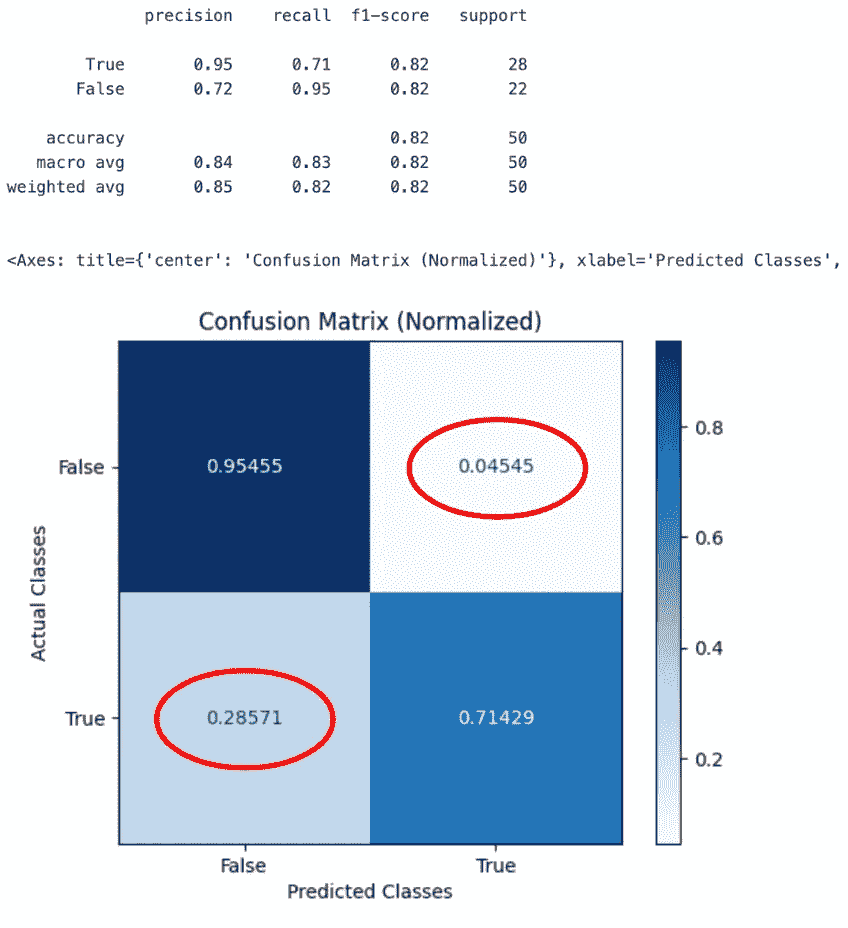 precision recall f1-score support
True 0.95 0.71 0.82 28
False 0.72 0.95 0.82 22
accuracy 0.82 50
macro avg 0.84 0.83 0.82 50
weighted avg 0.85 0.82 0.82 50
<Axes: title={'center': 'Confusion Matrix (Normalized)'}, xlabel='Predicted Classes',
Confusion Matrix (Normalized)
Actual Classes
False
0.95455 0.04545
True
0.28571 0.71429
False True
Predicted Classes
0.8
0.6
0.4
0.2